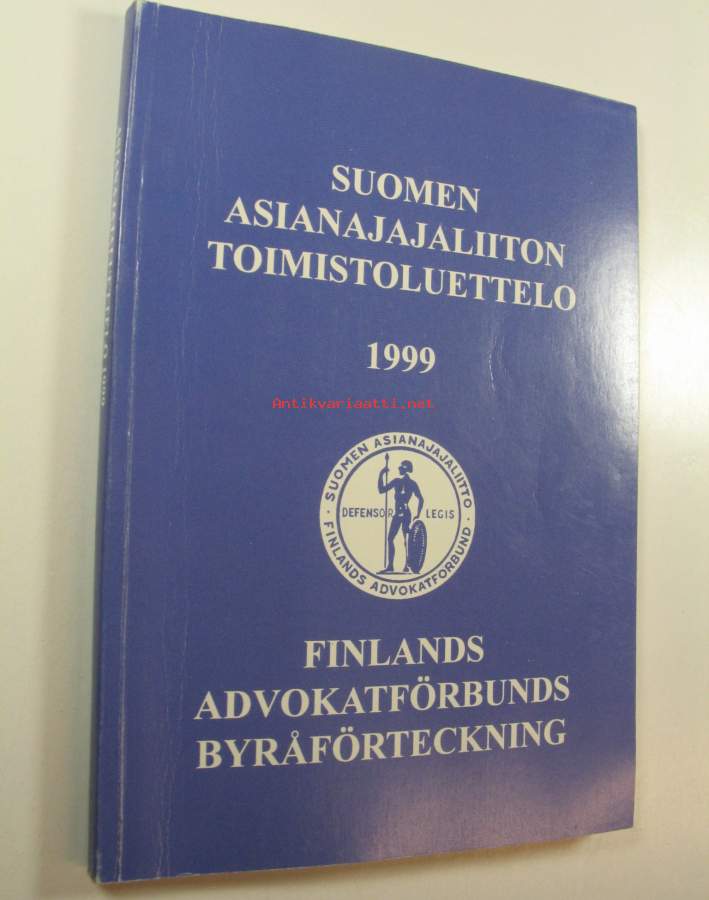 SUOMEN
ASIANAJAJALIITON
TOIMISTOLUETTELO
1999
Antikvariaatti.net
· SUOMEN ASIANAJAJALIITTO ·
DEFENSOR LEGIS
FINLANDS ADVOKATFÖRBUND
FINLANDS
ADVOKATFÖRBUNDS
BYRÅFÖRTECKNING